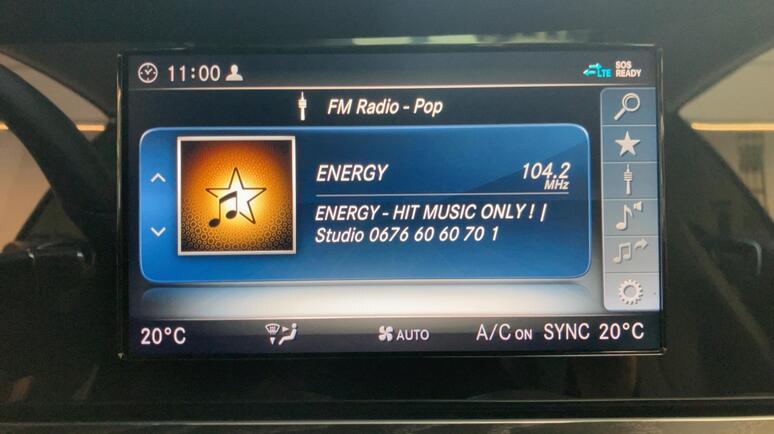 11:00
LTE
SOS
READY
FM Radio - Pop
ENERGY 104.2
MHz
ENERGY - HIT MUSIC ONLY ! |
Studio 0676 60 60 70 1
20°C AUTO A/C ON SYNC 20°C